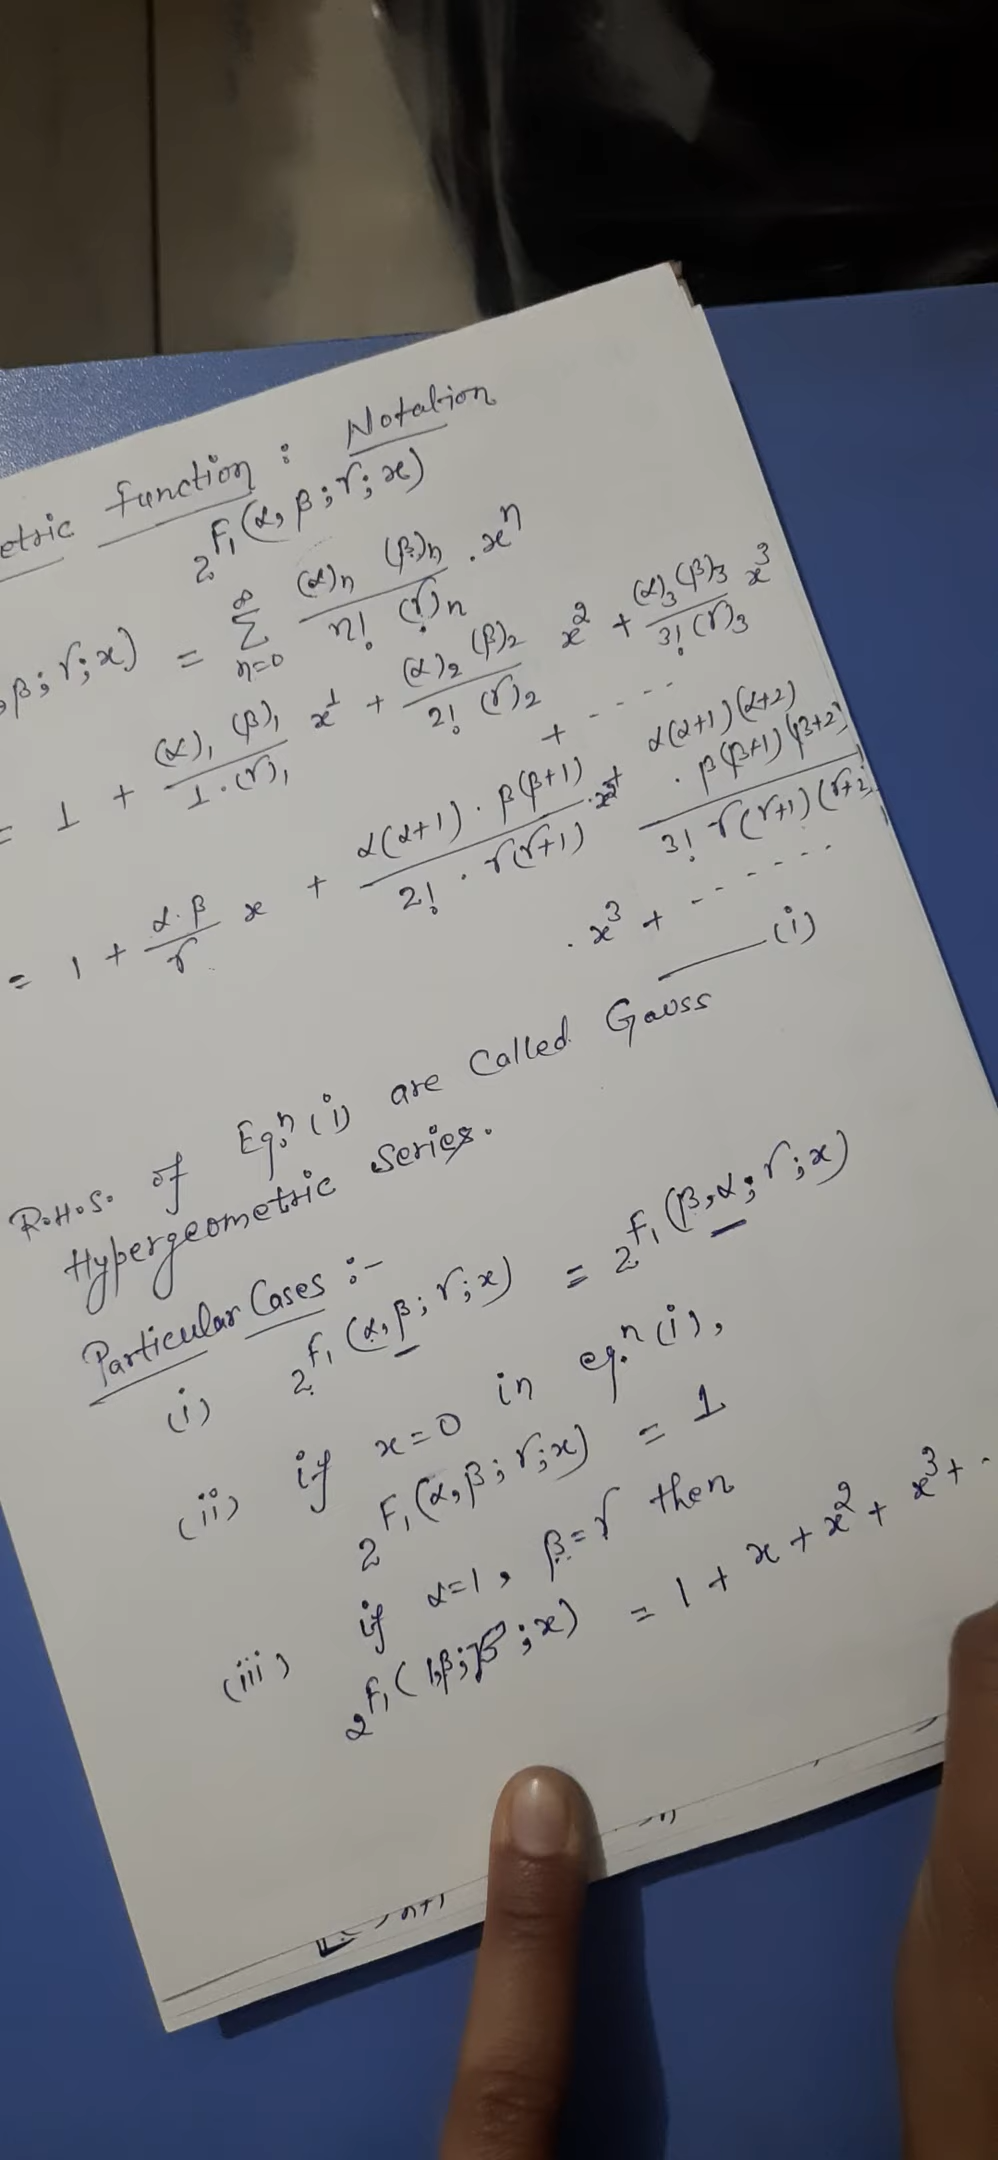 etric function : Notation
₂F₁(α, β; γ; x)
, β; γ; x) = ∞ Σ n=0 (α)n (β)n / n! (γ)n . xⁿ
= 1 + (α)₁ (β)₁ / 1·(γ)₁ x¹ + (α)₂ (β)₂ / 2! (γ)₂ x² + (α)₃ (β)₃ / 3! (γ)₃ x³
+ - - - -
= 1 + α·β / γ x + α(α+1) · β(β+1) / 2! · γ(γ+1) · x² + α(α+1)(α+2) · β(β+1)(β+2) / 3! γ(γ+1)(γ+2
. x³ + - - - - - -
——(i)
R.H.S. of Eqⁿ (i) are called Gauss
Hypergeometric series.
Particular Cases :-
(i) ₂F₁(α, β; γ; x) = ₂F₁(β, α; γ; x)
(ii) if x=0 in eqⁿ (i),
₂F₁(α, β; γ; x) = 1
(iii) if α=1, β=γ then
₂F₁(1, β; β; x) = 1 + x + x² + x³ + .
n+1